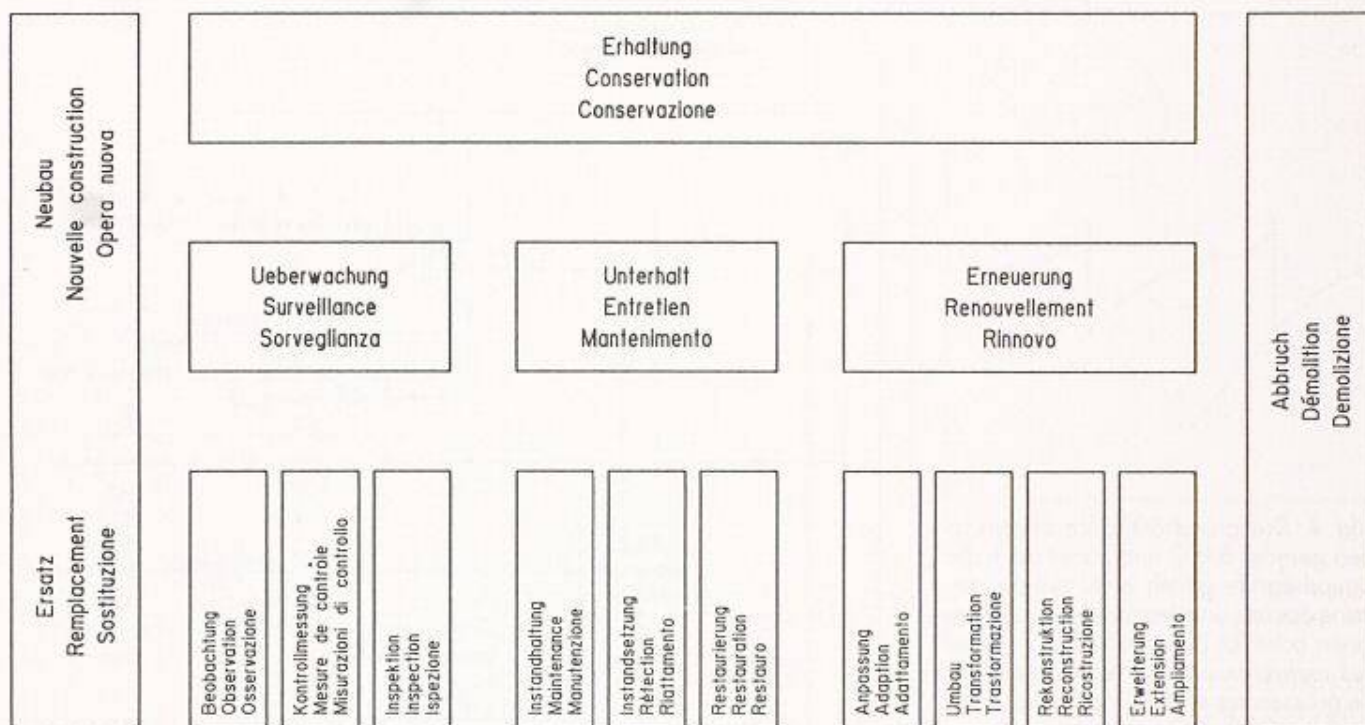 Neubau
Nouvelle construction
Opera nuova
Ersatz
Remplacement
Sostituzione
Erhaltung
Conservation
Conservazione
Ueberwachung
Surveillance
Sorveglianza
Unterhalt
Entretien
Mantenimento
Erneuerung
Renouvellement
Rinnovo
Beobachtung
Observation
Osservazione
Kontrollmessung
Mesure de contrôle
Misurazioni di controllo
Inspektion
Inspection
Ispezione
Instandhaltung
Maintenance
Manutenzione
Instandsetzung
Réfection
Riattamento
Restaurierung
Restauration
Restauro
Anpassung
Adaption
Adattamento
Umbau
Transformation
Trasformazione
Rekonstruktion
Reconstruction
Ricostruzione
Erweiterung
Extension
Ampliamento
Abbruch
Démolition
Demolizione